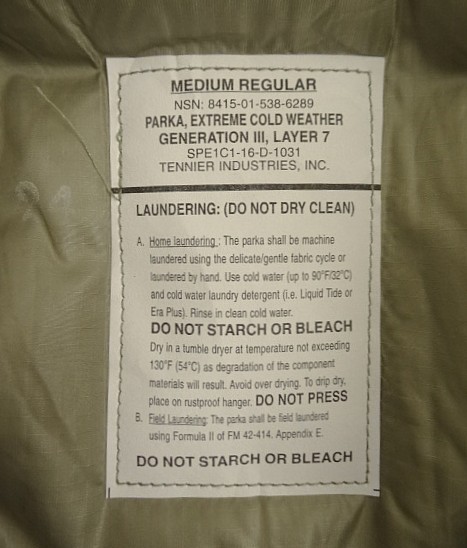 MEDIUM REGULAR
NSN: 8415-01-538-6289
PARKA, EXTREME COLD WEATHER
GENERATION III, LAYER 7
SPE1C1-16-D-1031
TENNIER INDUSTRIES, INC.
LAUNDERING: (DO NOT DRY CLEAN)
A. Home laundering : The parka shall be machine
laundered using the delicate/gentle fabric cycle or
laundered by hand. Use cold water (up to 90°F/32°C)
and cold water laundry detergent (i.e. Liquid Tide or
Era Plus). Rinse in clean cold water.
DO NOT STARCH OR BLEACH
Dry in a tumble dryer at temperature not exceeding
130°F (54°C) as degradation of the component
materials will result. Avoid over drying. To drip dry,
place on rustproof hanger. DO NOT PRESS
B. Field Laundering: The parka shall be field laundered
using Formula II of FM 42-414. Appendix E.
DO NOT STARCH OR BLEACH